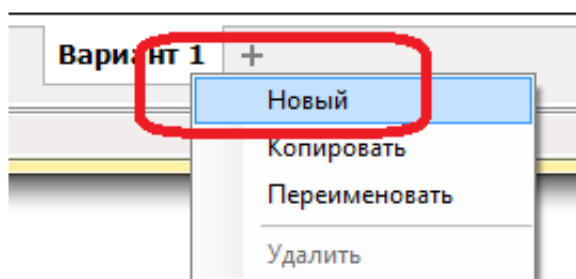 Вариант 1 +
Новый
Копировать
Переименовать
Удалить